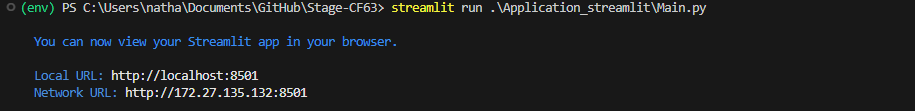 (env) PS C:\Users\natha\Documents\GitHub\Stage-CF63> streamlit run .\Application_streamlit\Main.py
You can now view your Streamlit app in your browser.
Local URL: http://localhost:8501
Network URL: http://172.27.135.132:8501